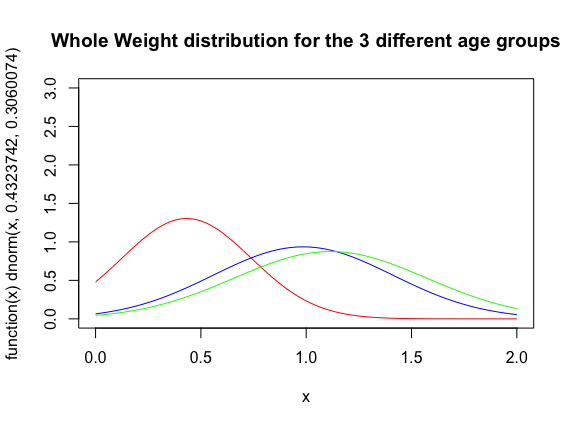 Whole Weight distribution for the 3 different age groups
function(x) dnorm(x, 0.4323742, 0.3060074)
3.0
2.5
2.0
1.5
1.0
0.5
0.0
0.0 0.5 1.0 1.5 2.0
x